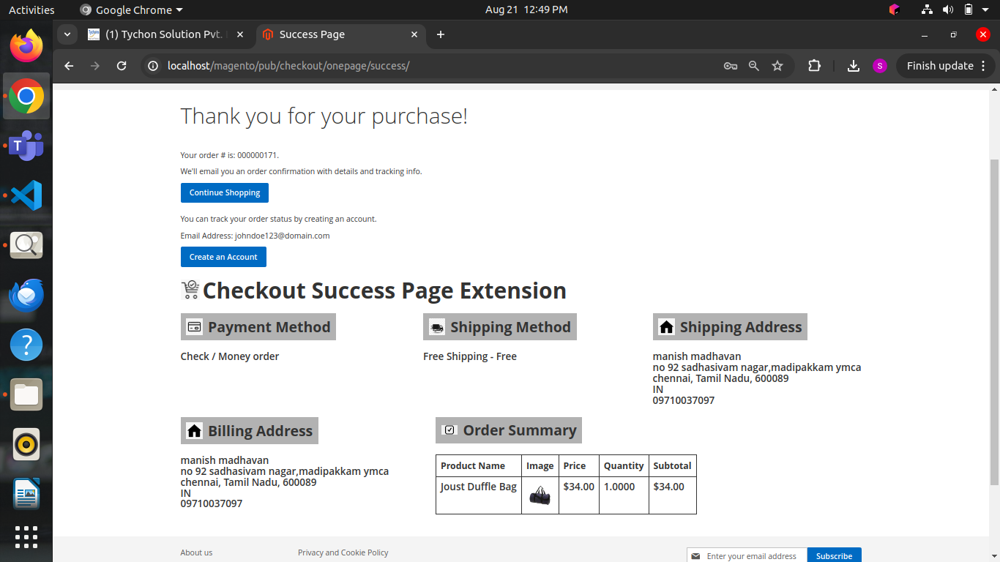 Activities
Google Chrome
Aug 21 12:49 PM
(1) Tychon Solution Pvt.
Success Page
localhost/magento/pub/checkout/onepage/success/
S
Finish update
Thank you for your purchase!
Your order # is: 000000171.
We'll email you an order confirmation with details and tracking info.
Continue Shopping
You can track your order status by creating an account.
Email Address: johndoe123@domain.com
Create an Account
Checkout Success Page Extension
Payment Method
Check / Money order
Shipping Method
Free Shipping - Free
Shipping Address
manish madhavan
no 92 sadhasivam nagar,madipakkam ymca
chennai, Tamil Nadu, 600089
IN
09710037097
Billing Address
manish madhavan
no 92 sadhasivam nagar,madipakkam ymca
chennai, Tamil Nadu, 600089
IN
09710037097
Order Summary
Product Name Image Price Quantity Subtotal
Joust Duffle Bag $34.00 1.0000 $34.00
About us
Privacy and Cookie Policy
Enter your email address
Subscribe